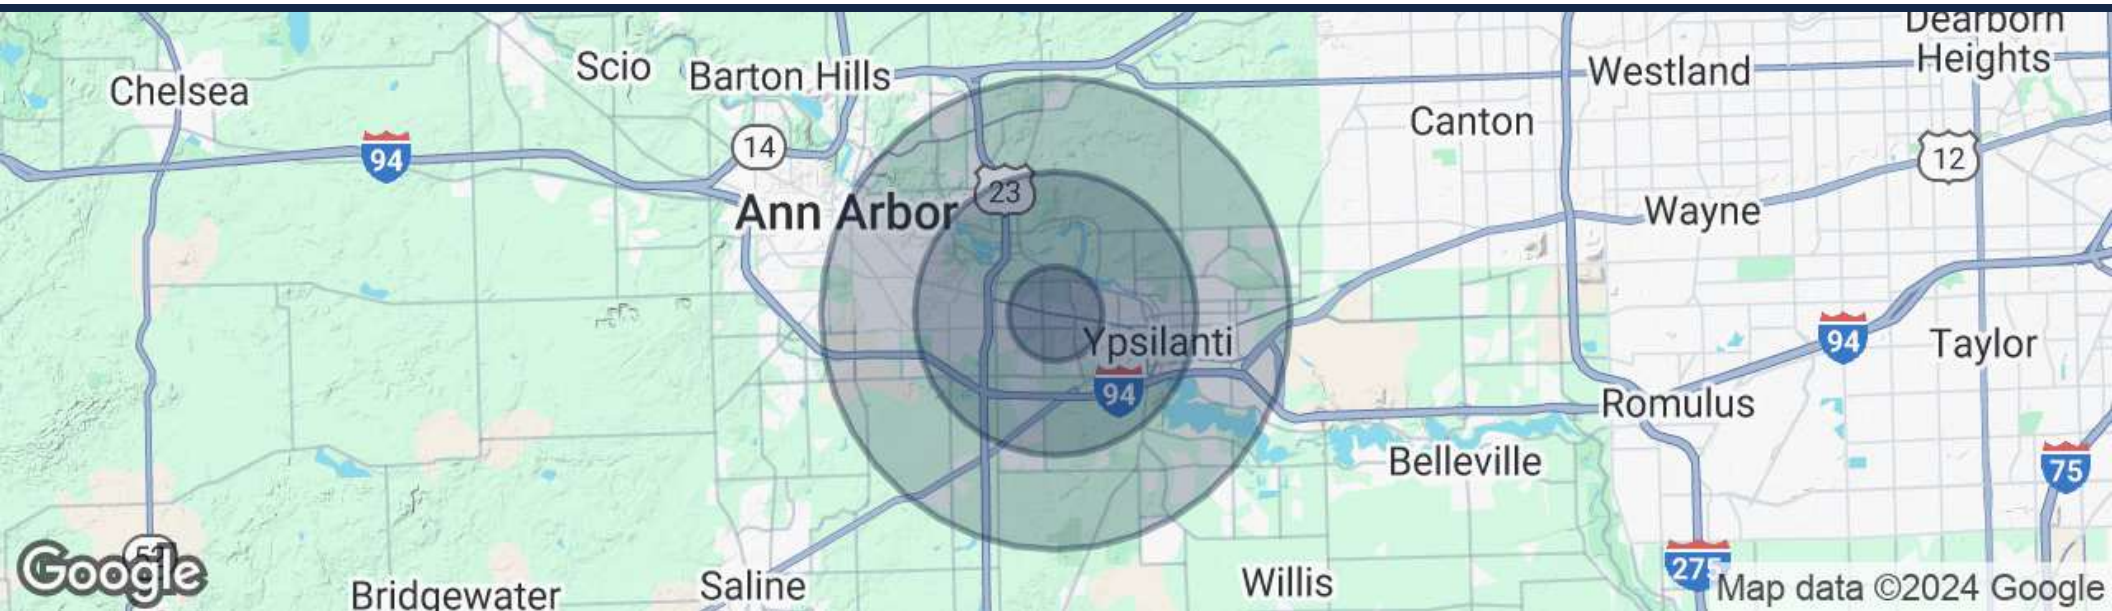 Dearborn
Heights
Scio
Barton Hills
Westland
Chelsea
Canton
94
14
12
23
Ann Arbor
Wayne
Ypsilanti
94
Taylor
94
Romulus
Belleville
75
52
Google
275
Bridgewater
Saline
Willis
Map data ©2024 Google